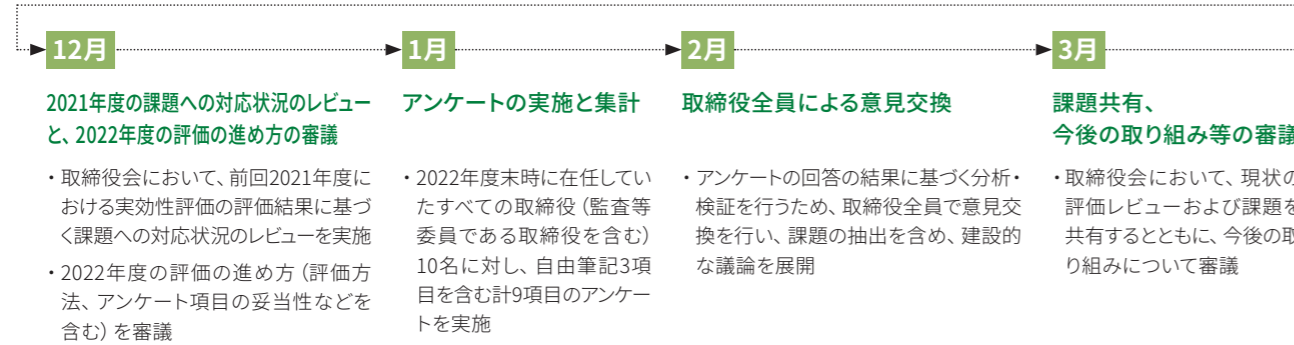 12月
2021年度の課題への対応状況のレビュー
と、2022年度の評価の進め方の審議
・取締役会において、前回2021年度に
おける実効性評価の評価結果に基づ
く課題への対応状況のレビューを実施
・2022年度の評価の進め方（評価方
法、アンケート項目の妥当性などを
含む）を審議
1月
アンケートの実施と集計
・2022年度末時に在任してい
たすべての取締役（監査等
委員である取締役を含む）
10名に対し、自由筆記3項
目を含む計9項目のアンケー
トを実施
2月
取締役全員による意見交換
・アンケートの回答の結果に基づく分析・
検証を行うため、取締役全員で意見交
換を行い、課題の抽出を含め、建設的
な議論を展開
3月
課題共有、
今後の取り組み等の審議
・取締役会において、現状の
評価レビューおよび課題を
共有するとともに、今後の取
り組みについて審議